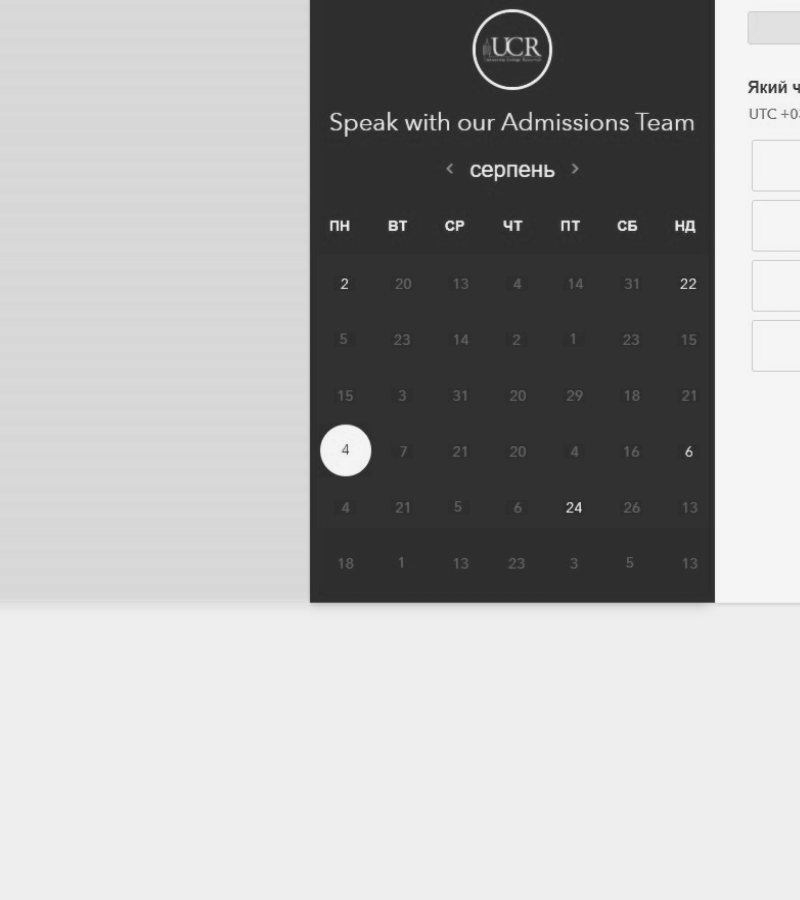 UCR
Speak with our Admissions Team
серпень
ПН ВТ СР ЧТ ПТ СБ НД
2 20 13 4 14 31 22
5 23 14 2 1 23 15
15 3 31 20 29 18 21
4 7 21 20 4 16 6
4 21 5 6 24 26 13
18 1 13 23 3 5 13
Який ч
UTC +03